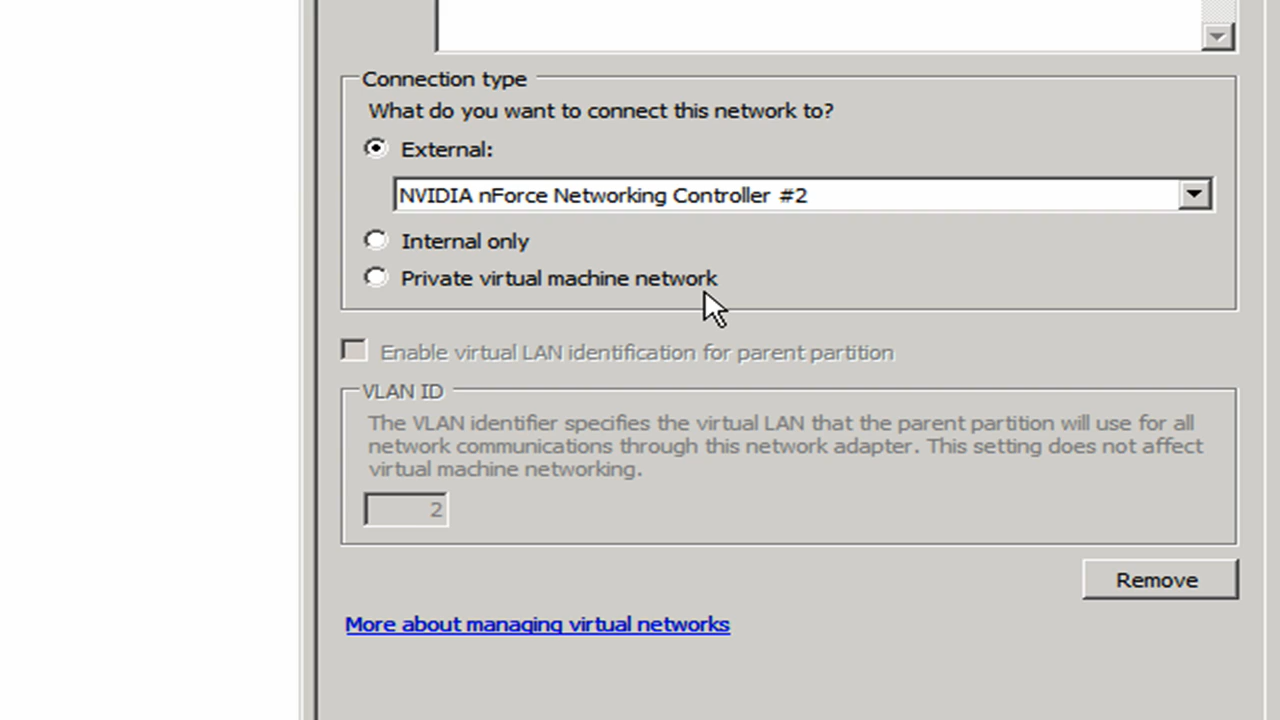 Connection type
What do you want to connect this network to?
External:
NVIDIA nForce Networking Controller #2
Internal only
Private virtual machine network
Enable virtual LAN identification for parent partition
VLAN ID
The VLAN identifier specifies the virtual LAN that the parent partition will use for all
network communications through this network adapter. This setting does not affect
virtual machine networking.
2
Remove
More about managing virtual networks